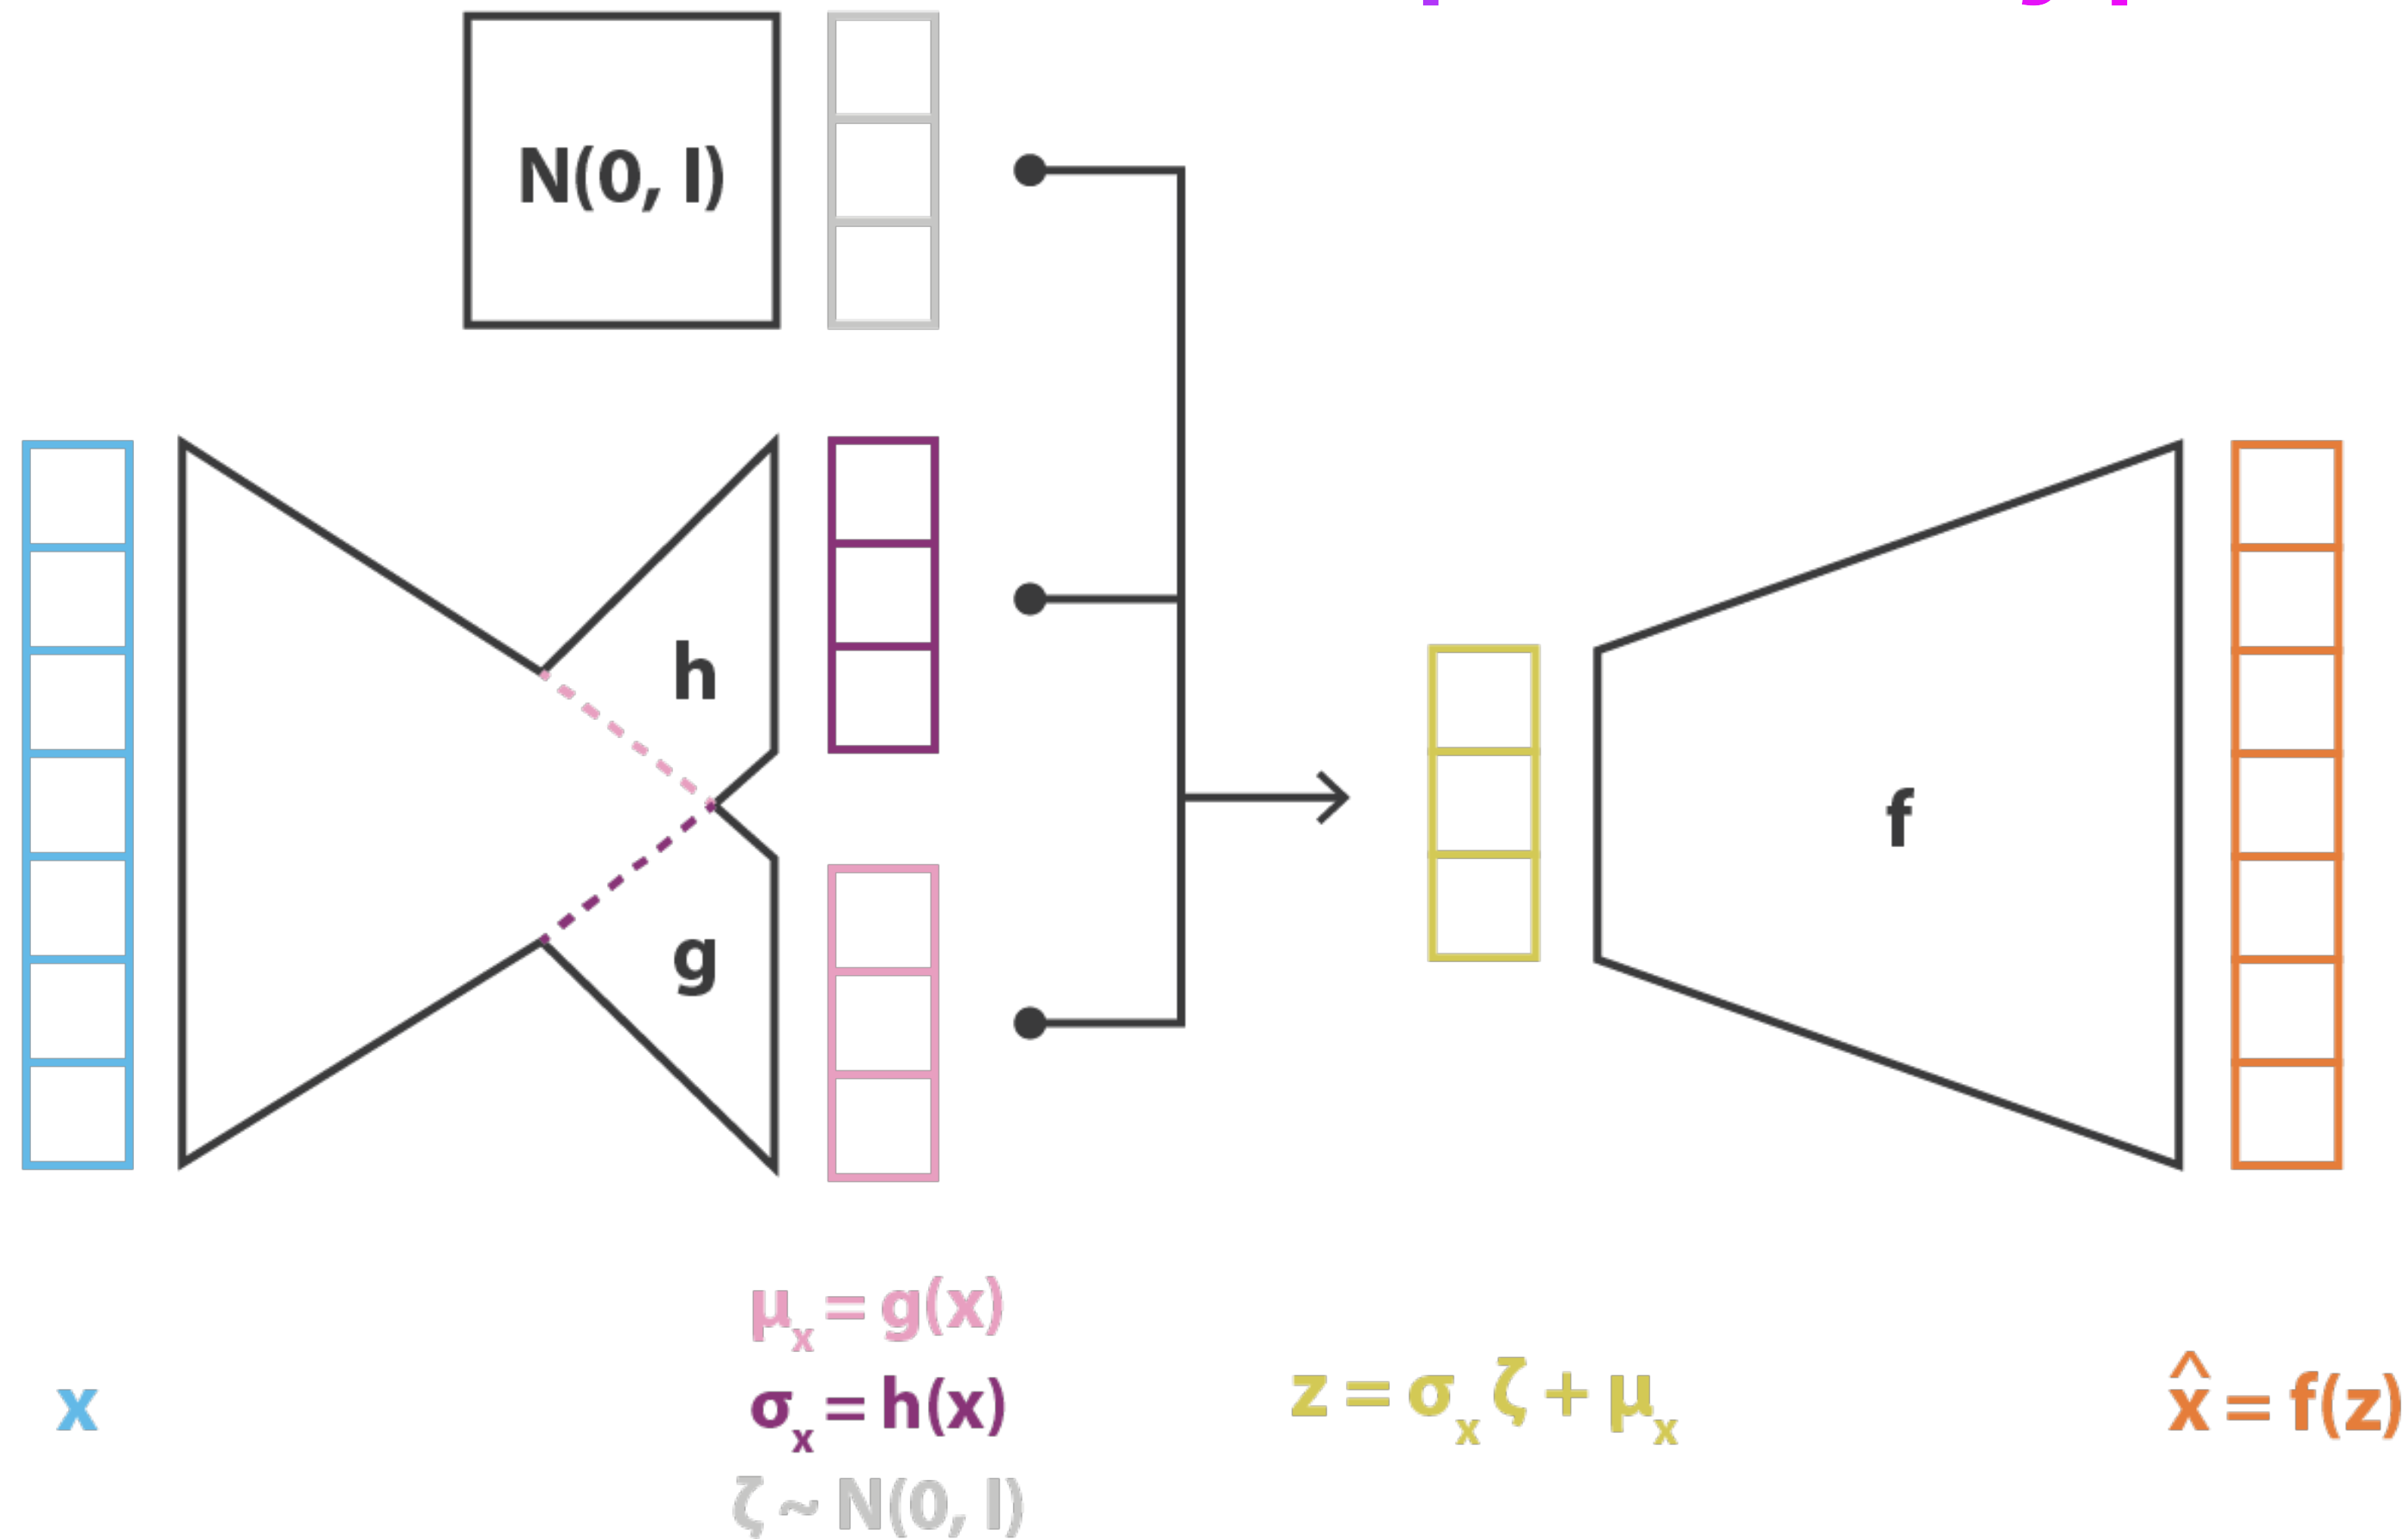 N(0, I)
h
g
f
μx = g(x)
σx = h(x)
ζ ~ N(0, I)
x
z = σx ζ + μx
x̂ = f(z)